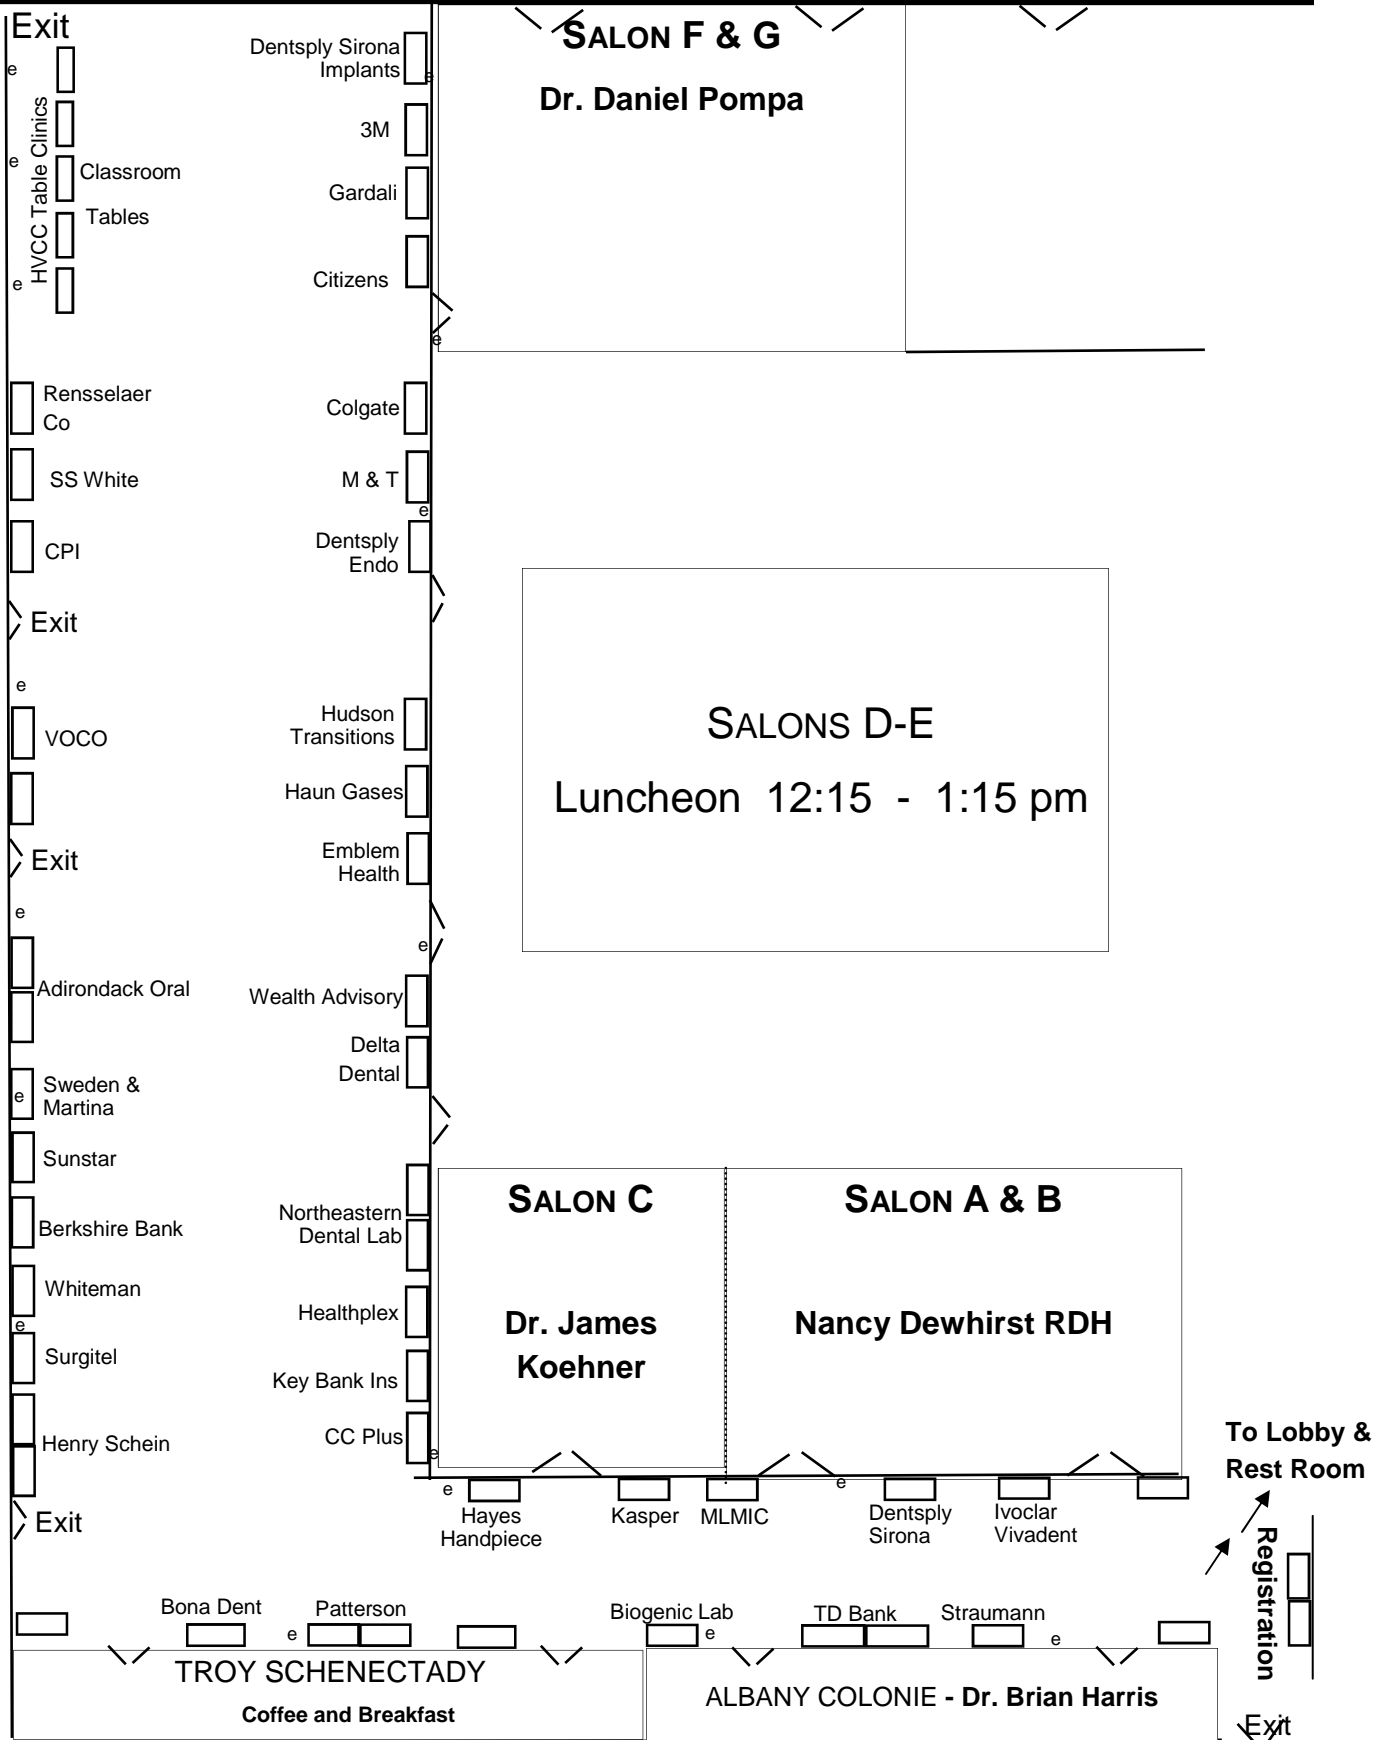 Exit
SALON F & G
Dr. Daniel Pompa
e
e
e
HVCC Table Clinics
Classroom
Tables
Dentsply Sirona
Implants
e
3M
Gardali
Citizens
e
Rensselaer
Co
SS White
CPI
Exit
e
VOCO
Exit
e
Adirondack Oral
Sweden &
Martina
e
Sunstar
Berkshire Bank
Whiteman
e
Surgitel
Henry Schein
Exit
Colgate
M & T
e
Dentsply
Endo
Hudson
Transitions
Haun Gases
Emblem
Health
e
Wealth Advisory
Delta
Dental
Northeastern
Dental Lab
Healthplex
Key Bank Ins
CC Plus
e
SALONS D-E
Luncheon 12:15 - 1:15 pm
SALON C
Dr. James
Koehner
SALON A & B
Nancy Dewhirst RDH
To Lobby &
Rest Room
e
Hayes
Handpiece
Kasper
MLMIC
e
Dentsply
Sirona
Ivoclar
Vivadent
Registration
Bona Dent
e
Patterson
Biogenic Lab
e
TD Bank
Straumann
e
TROY SCHENECTADY
Coffee and Breakfast
ALBANY COLONIE - Dr. Brian Harris
Exit